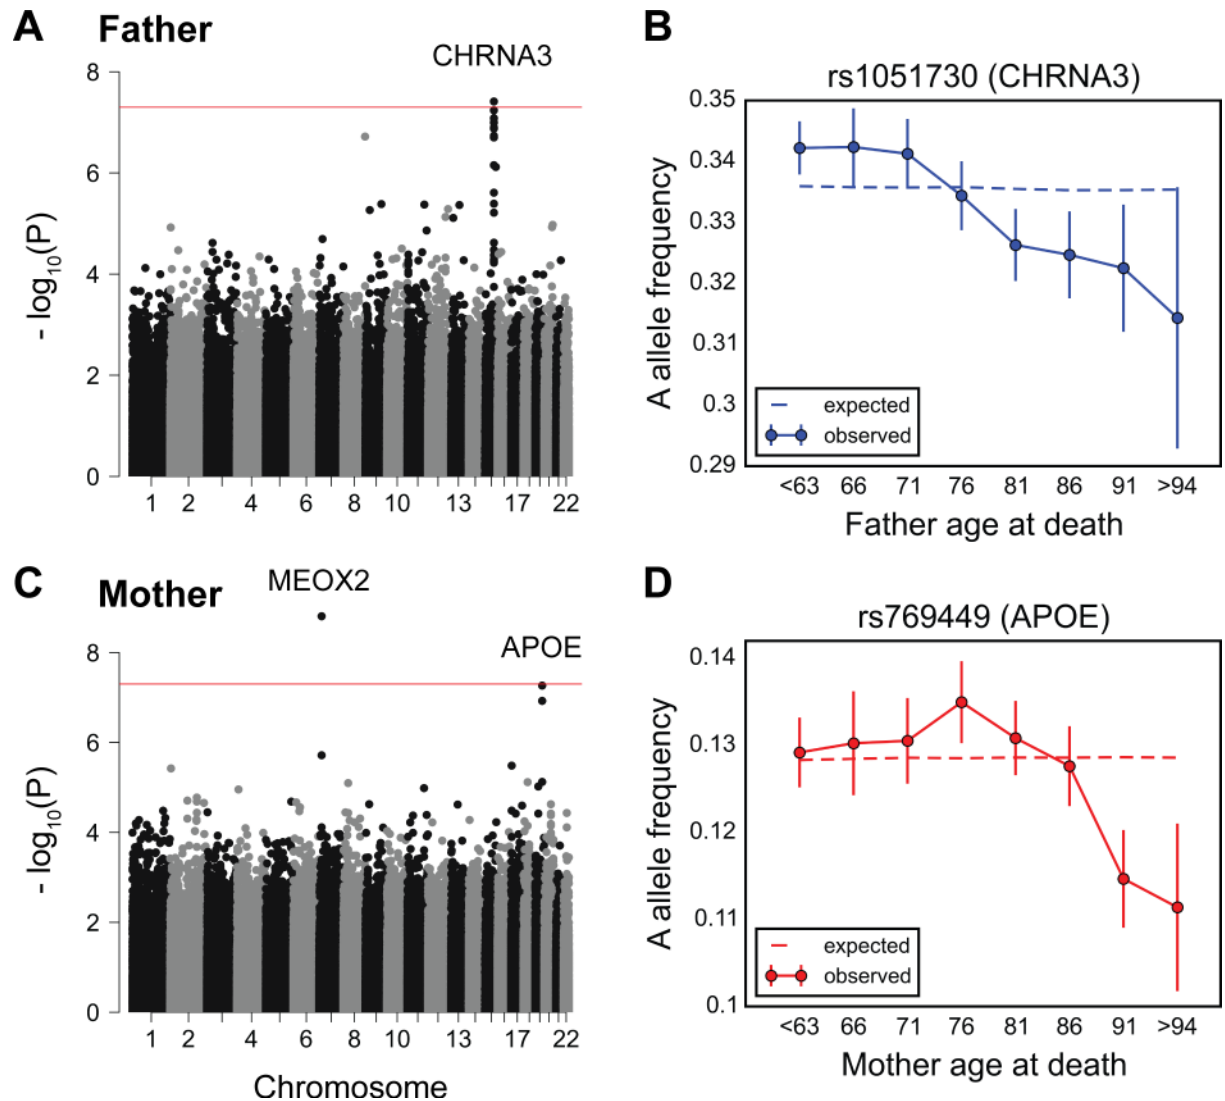 A
Father
CHRNA3
8
6
4
2
0
- log10(P)
1 2 4 6 8 10 13 17 22
B
rs1051730 (CHRNA3)
0.35
0.34
0.33
0.32
0.31
0.3
0.29
A allele frequency
expected
observed
<63 66 71 76 81 86 91 >94
Father age at death
C
Mother
MEOX2
APOE
8
6
4
2
0
- log10(P)
1 2 4 6 8 10 13 17 22
Chromosome
D
rs769449 (APOE)
0.14
0.13
0.12
0.11
0.1
A allele frequency
expected
observed
<63 66 71 76 81 86 91 >94
Mother age at death